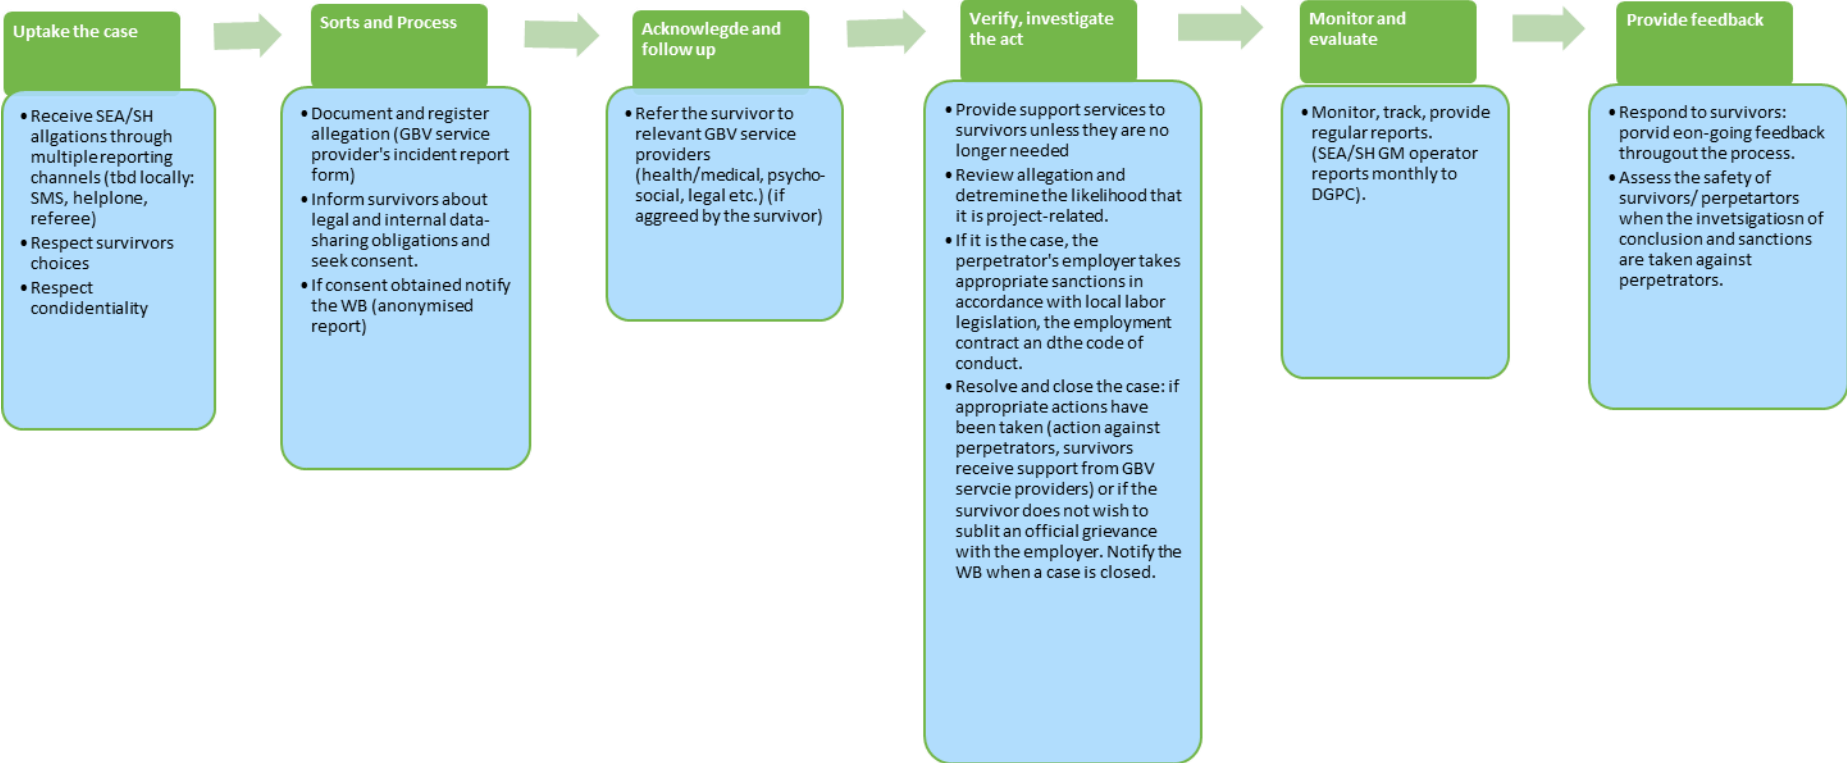 Uptake the case
• Receive SEA/SH
allgations through
multiple reporting
channels (tbd locally:
SMS, helplone,
referee)
• Respect survirvors
choices
• Respect
condidentiality
Sorts and Process
• Document and register
allegation (GBV service
provider's incident report
form)
• Inform survivors about
legal and internal data-
sharing obligations and
seek consent.
• If consent obtained notify
the WB (anonymised
report)
Acknowlegde and
follow up
• Refer the survivor to
relevant GBV service
providers
(health/medical, psycho-
social, legal etc.) (if
aggreed by the survivor)
Verify, investigate
the act
• Provide support services to
survivors unless they are no
longer needed
• Review allegation and
detremine the likelihood that
it is project-related.
• If it is the case, the
perpetrator's employer takes
appropriate sanctions in
accordance with local labor
legislation, the employment
contract an dthe code of
conduct.
• Resolve and close the case: if
appropriate actions have
been taken (action against
perpetrators, survivors
receive support from GBV
servcie providers) or if the
survivor does not wish to
sublit an official grievance
with the employer. Notify the
WB when a case is closed.
Monitor and
evaluate
• Monitor, track, provide
regular reports.
(SEA/SH GM operator
reports monthly to
DGPC).
Provide feedback
• Respond to survivors:
porvid eon-going feedback
througout the process.
• Assess the safety of
survivors/ perpetartors
when the invetsigatiosn of
conclusion and sanctions
are taken against
perpetrators.